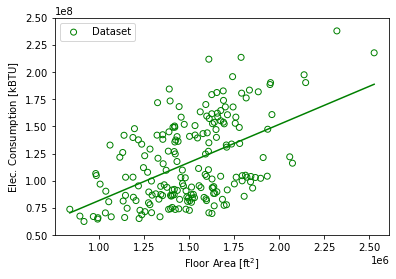 1e8
Dataset
2.50
2.25
2.00
1.75
1.50
1.25
1.00
0.75
0.50
Elec. Consumption [kBTU]
1.00 1.25 1.50 1.75 2.00 2.25 2.50
1e6
Floor Area [ft²]